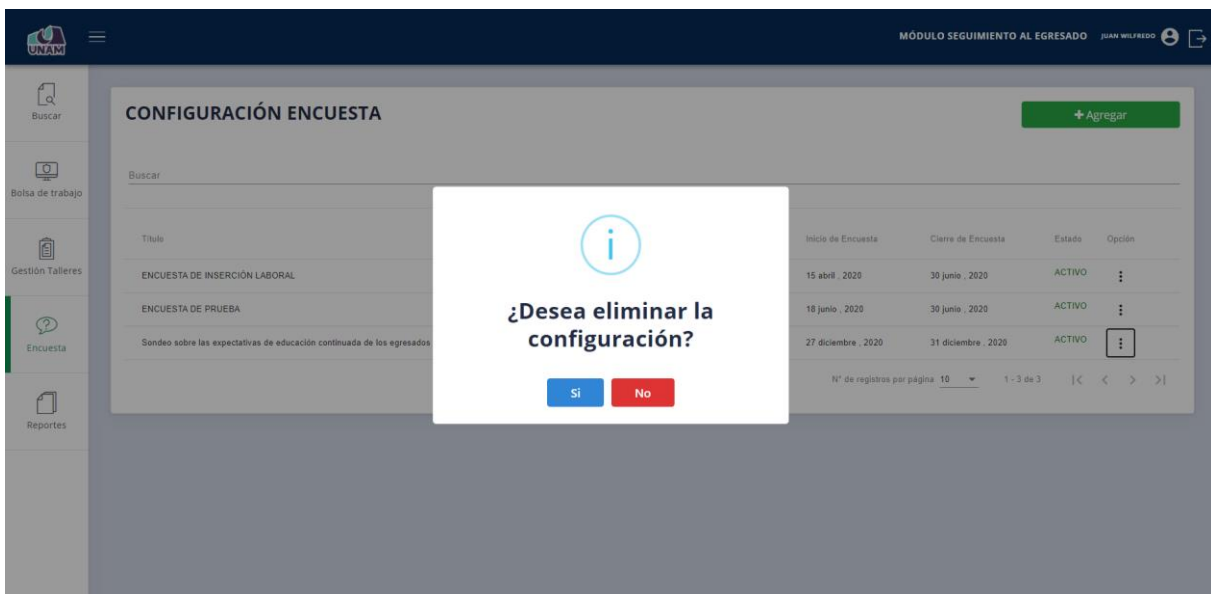 UNAM
MÓDULO SEGUIMIENTO AL EGRESADO JUAN WILFREDO
Buscar
Bolsa de trabajo
Gestión Talleres
Encuesta
Reportes
CONFIGURACIÓN ENCUESTA
+ Agregar
Buscar
Título Inicio de Encuesta Cierre de Encuesta Estado Opción
ENCUESTA DE INSERCIÓN LABORAL 15 abril , 2020 30 junio , 2020 ACTIVO
ENCUESTA DE PRUEBA 18 junio , 2020 30 junio , 2020 ACTIVO
Sondeo sobre las expectativas de educación continuada de los egresados 27 diciembre , 2020 31 diciembre , 2020 ACTIVO
N° de registros por página 10 1 - 3 de 3
i
¿Desea eliminar la
configuración?
Si No